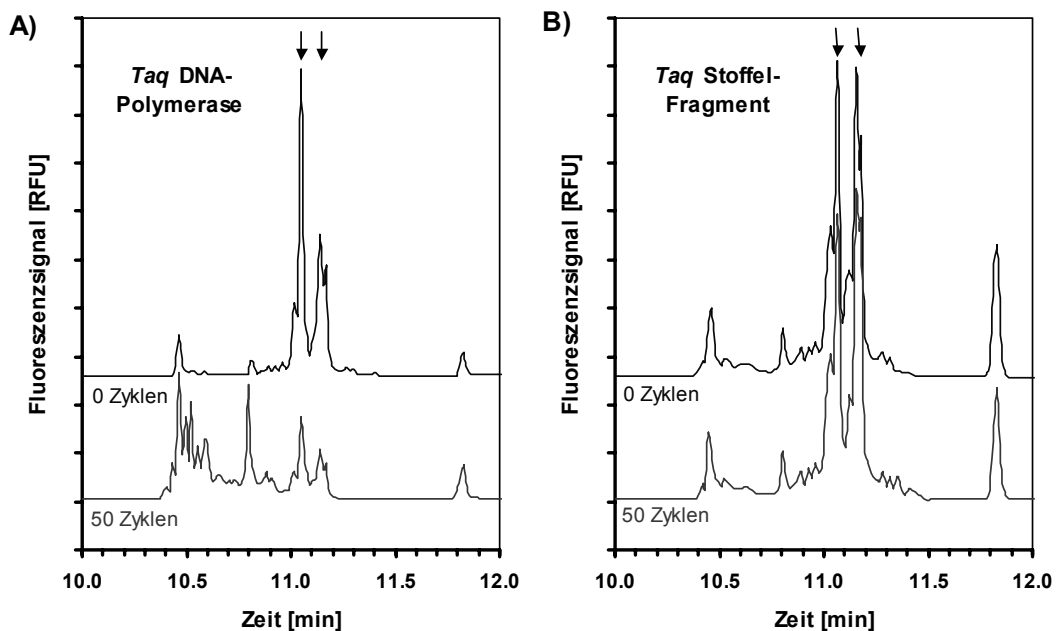 A)
Taq DNA-
Polymerase
Fluoreszenzsignal [RFU]
0 Zyklen
50 Zyklen
10.0 10.5 11.0 11.5 12.0
Zeit [min]
B)
Taq Stoffel-
Fragment
Fluoreszenzsignal [RFU]
0 Zyklen
50 Zyklen
10.0 10.5 11.0 11.5 12.0
Zeit [min]